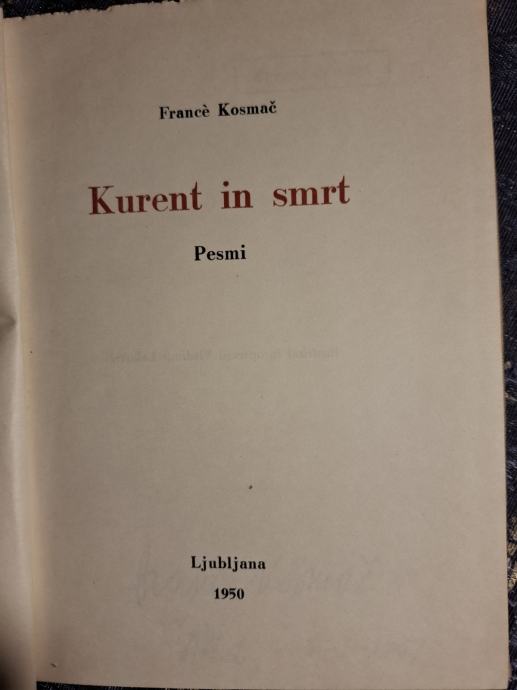 Francè Kosmač
Kurent in smrt
Pesmi
Ljubljana
1950